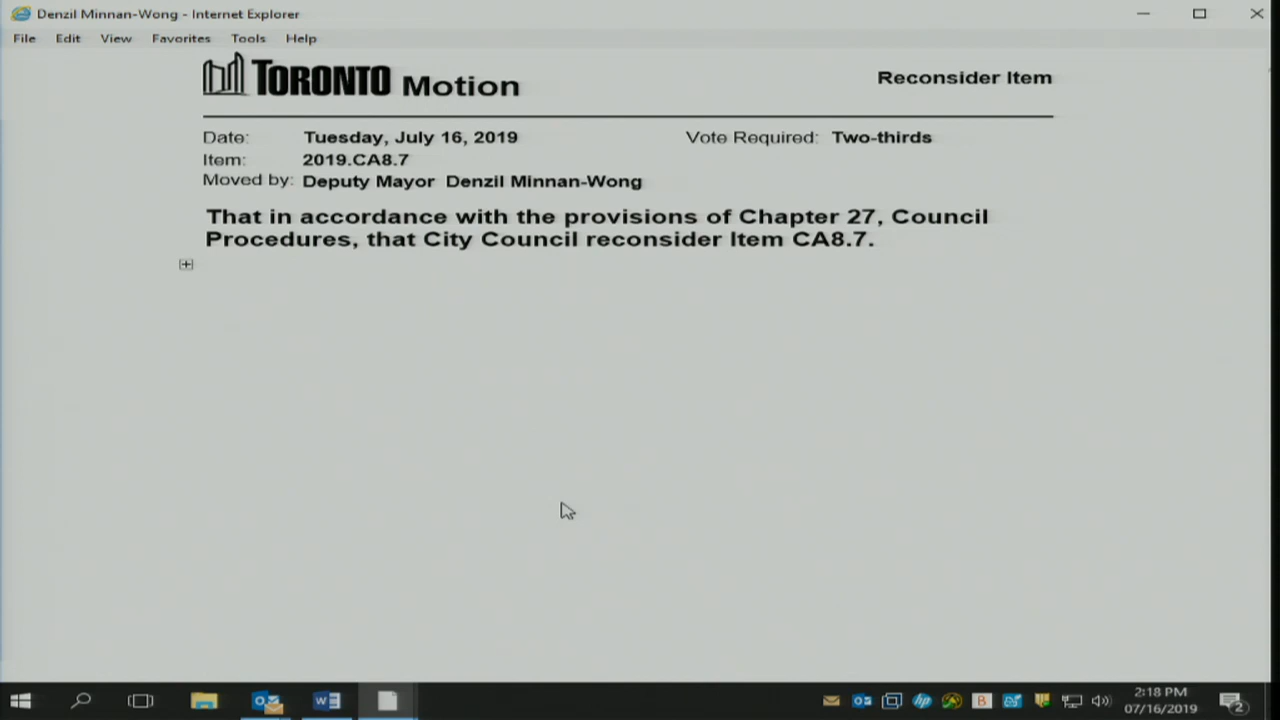 Denzil Minnan-Wong - Internet Explorer
File Edit View Favorites Tools Help
TORONTO Motion
Reconsider Item
Date: Tuesday, July 16, 2019 Vote Required: Two-thirds
Item: 2019.CA8.7
Moved by: Deputy Mayor Denzil Minnan-Wong
That in accordance with the provisions of Chapter 27, Council
Procedures, that City Council reconsider Item CA8.7.
2:18 PM
07/16/2019
2